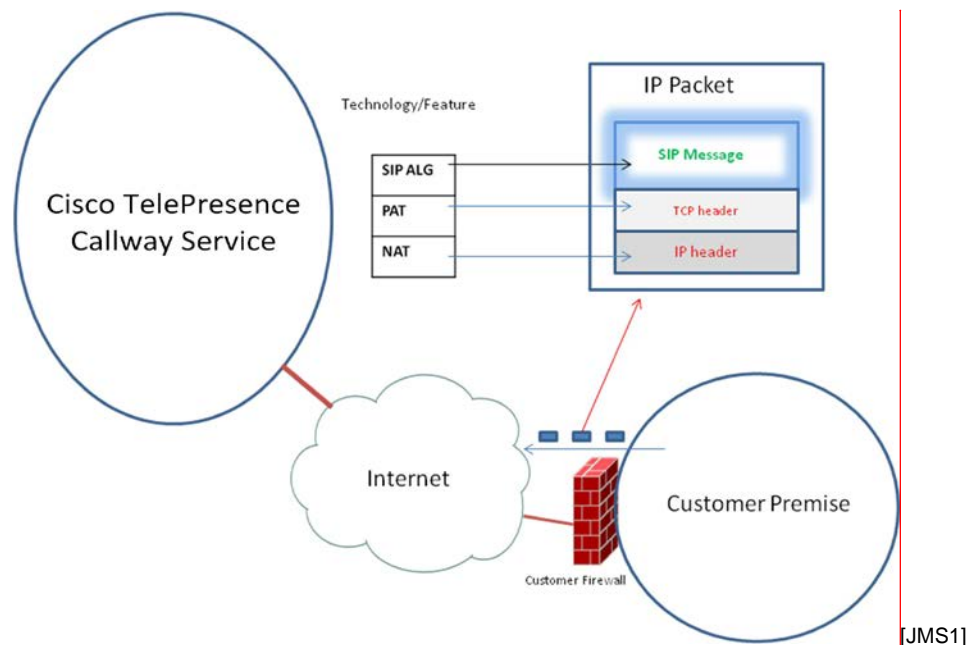 Technology/Feature
SIP ALG
PAT
NAT
IP Packet
SIP Message
TCP header
IP header
Cisco TelePresence
Callway Service
Internet
Customer Firewall
Customer Premise
[JMS1]